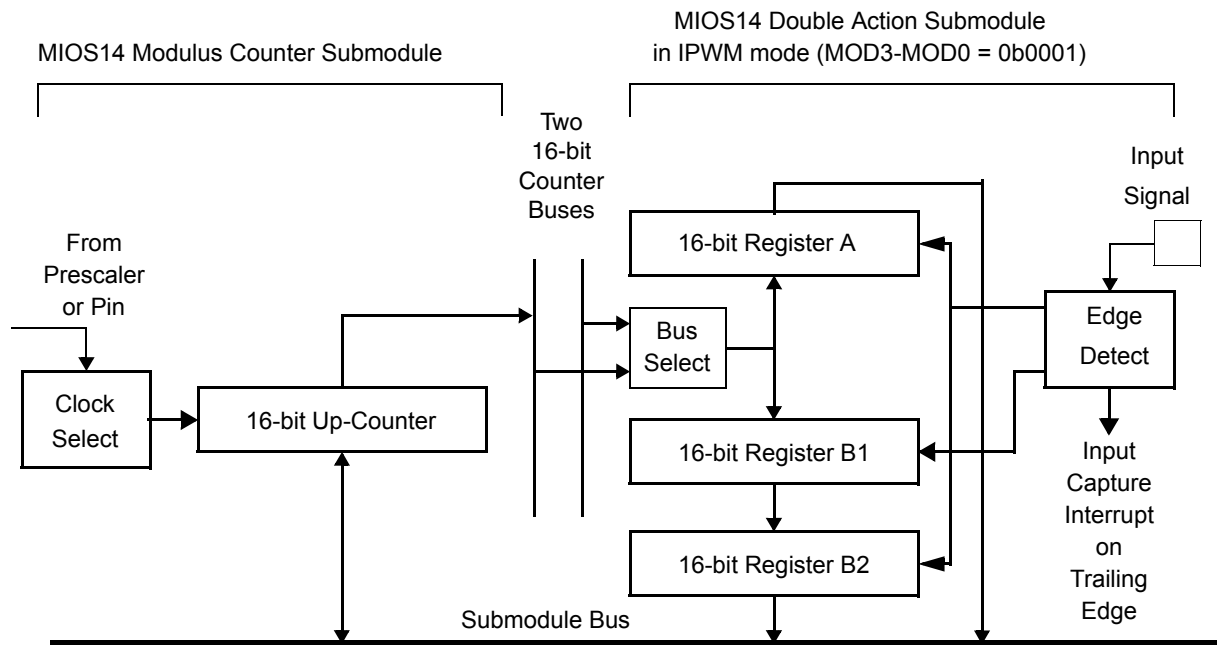 MIOS14 Modulus Counter Submodule
MIOS14 Double Action Submodule
in IPWM mode (MOD3-MOD0 = 0b0001)
Two
16-bit
Counter
Buses
Input
Signal
From
Prescaler
or Pin
16-bit Register A
Bus
Select
Edge
Detect
Clock
Select
16-bit Up-Counter
16-bit Register B1
Input
Capture
Interrupt
on
Trailing
Edge
16-bit Register B2
Submodule Bus